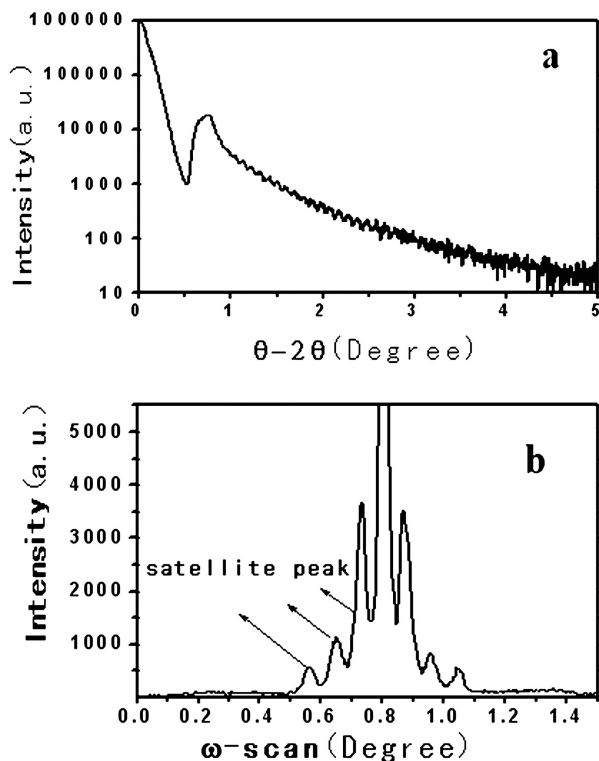 1000000
100000
10000
1000
100
10
Intensity(a.u.)
a
0 1 2 3 4 5
θ-2θ(Degree)
5000
4000
3000
2000
1000
Intensity(a.u.)
b
satellite peak
0.0 0.2 0.4 0.6 0.8 1.0 1.2 1.4
ω-scan(Degree)